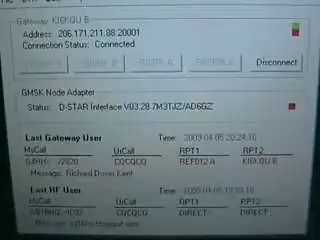 Gateway KI6KQU B
Address: 206.171.211.88:20001
Connection Status: Connected
Disconnect
GMSK Node Adapter
Status: D-STAR Interface V03.28 7M3TJZ/AD6GZ
Last Gateway User Time: 2009-04-05 20:24:10
MyCall UrCall RPT1 RPT2
CQCQCQ REF012 A KI6KQU B
Message: Richard Dover Kent
Last RF User
MyCall UrCall RPT1 RPT2
CQCQCQ DIRECT DIRECT
Message: